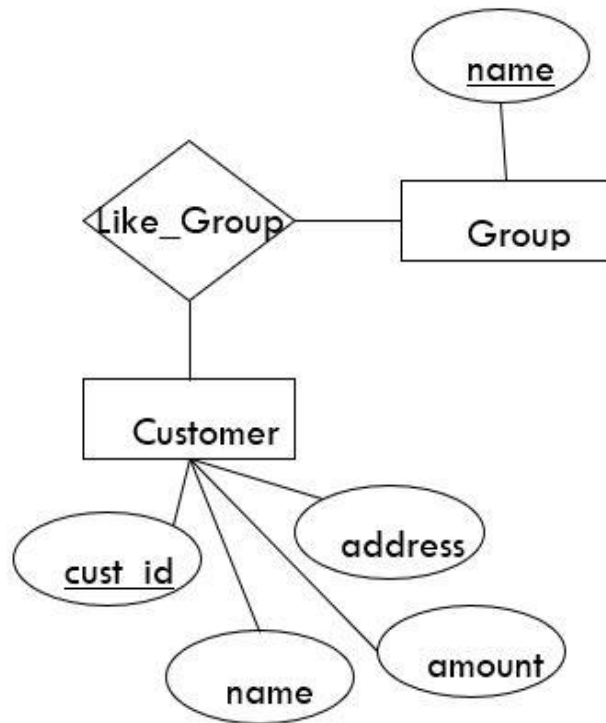 name
Like_Group
Group
Customer
address
cust_id
amount
name